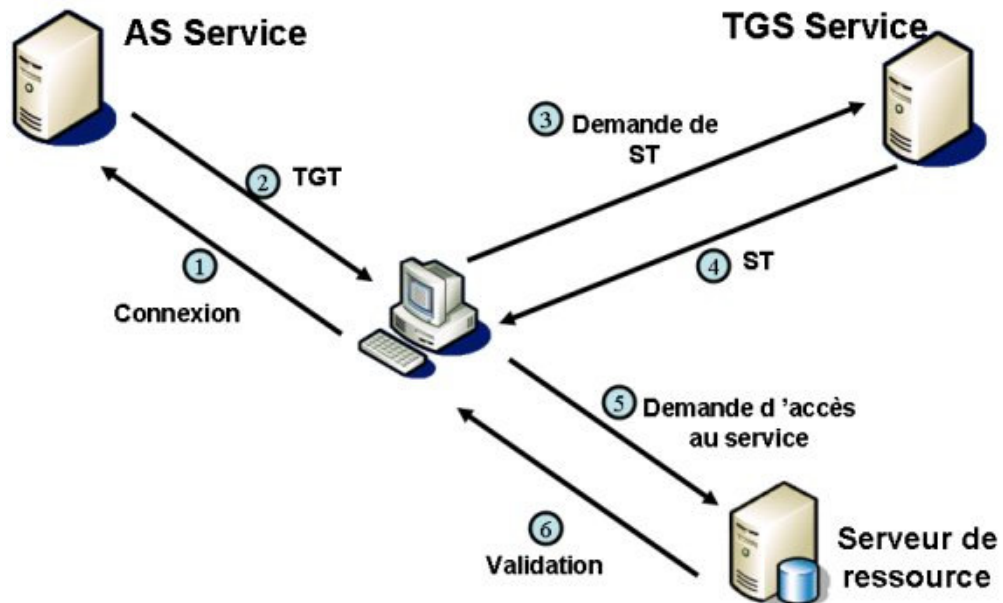 AS Service
TGS Service
3 Demande de
ST
2 TGT
1
Connexion
4 ST
5 Demande d 'accès
au service
6
Validation
Serveur de
ressource